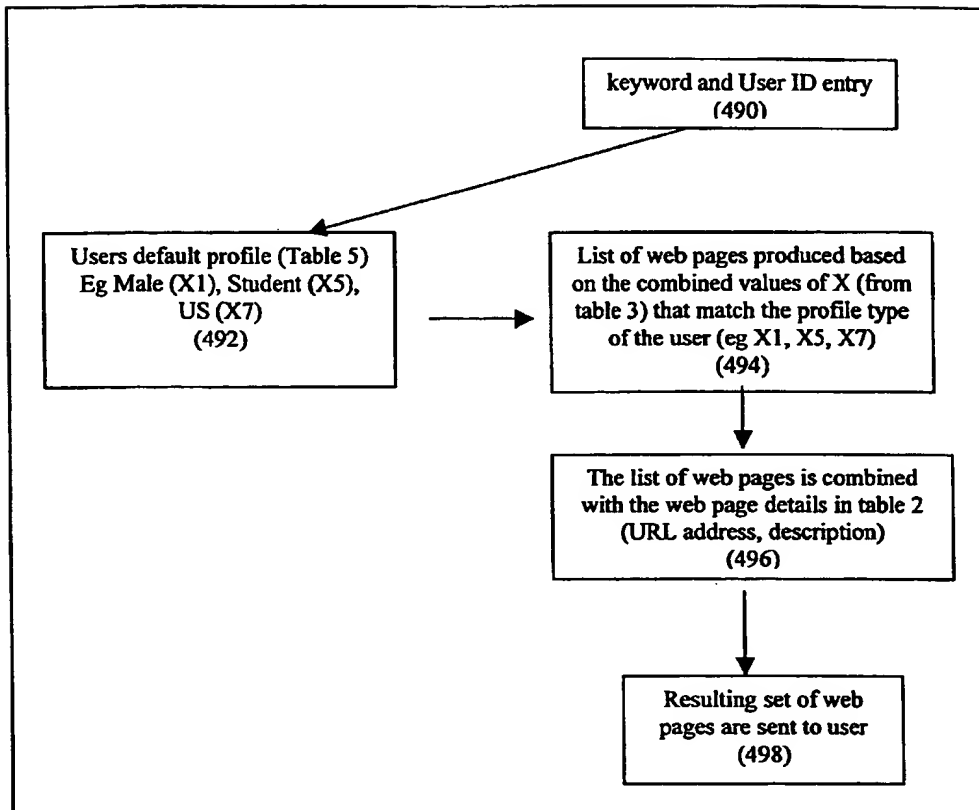 keyword and User ID entry
(490)
Users default profile (Table 5)
Eg Male (X1), Student (X5),
US (X7)
(492)
List of web pages produced based
on the combined values of X (from
table 3) that match the profile type
of the user (eg X1, X5, X7)
(494)
The list of web pages is combined
with the web page details in table 2
(URL address, description)
(496)
Resulting set of web
pages are sent to user
(498)